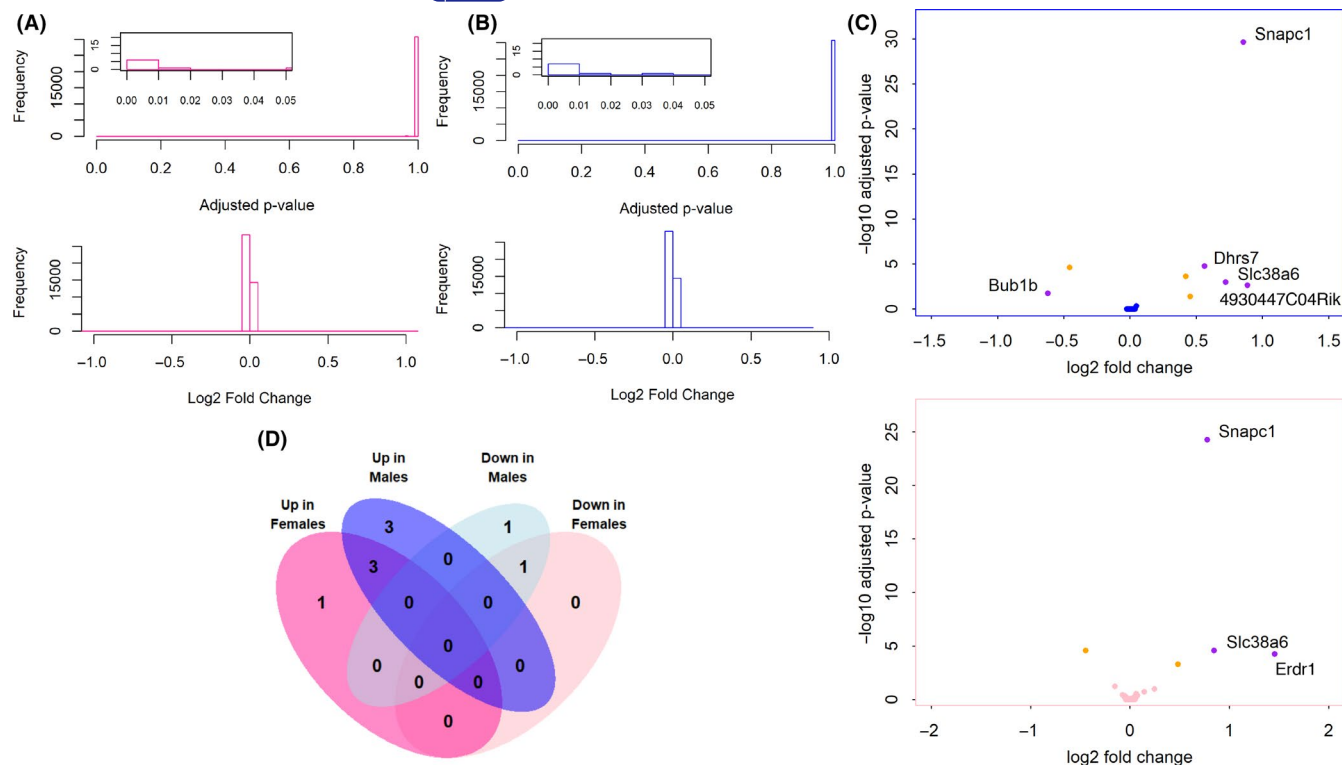 (A)
Frequency
15
0
0.00 0.01 0.02 0.03 0.04 0.05
15000
0
0.0 0.2 0.4 0.6 0.8 1.0
Adjusted p-value
Frequency
15000
0
−1.0 −0.5 0.0 0.5 1.0
Log2 Fold Change
(B)
Frequency
15
0
0.00 0.01 0.02 0.03 0.04 0.05
15000
0
0.0 0.2 0.4 0.6 0.8 1.0
Adjusted p-value
Frequency
15000
0
−1.0 −0.5 0.0 0.5 1.0
Log2 Fold Change
(C)
−log10 adjusted p-value
30
25
20
15
10
5
0
Snapc1
Dhrs7
Slc38a6
Bub1b
4930447C04Rik
−1.5 −1.0 −0.5 0.0 0.5 1.0 1.5
log2 fold change
−log10 adjusted p-value
25
20
15
10
5
0
Snapc1
Slc38a6
Erdr1
−2 −1 0 1 2
log2 fold change
(D)
Up in
Females
Up in
Males
Down in
Males
Down in
Females
3 1
0
3 1
1 0 0 0
0
0 0 0 0
0